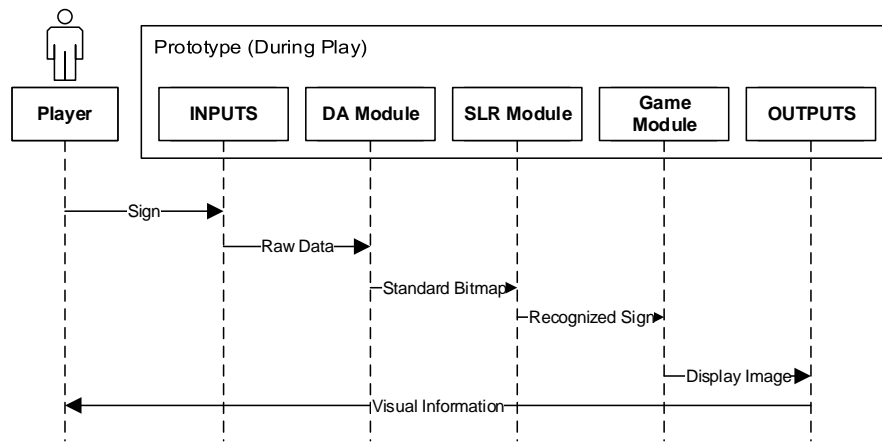 Prototype (During Play)
Player
INPUTS
DA Module
SLR Module
Game
Module
OUTPUTS
Sign
Raw Data
Standard Bitmap
Recognized Sign
Display Image
Visual Information